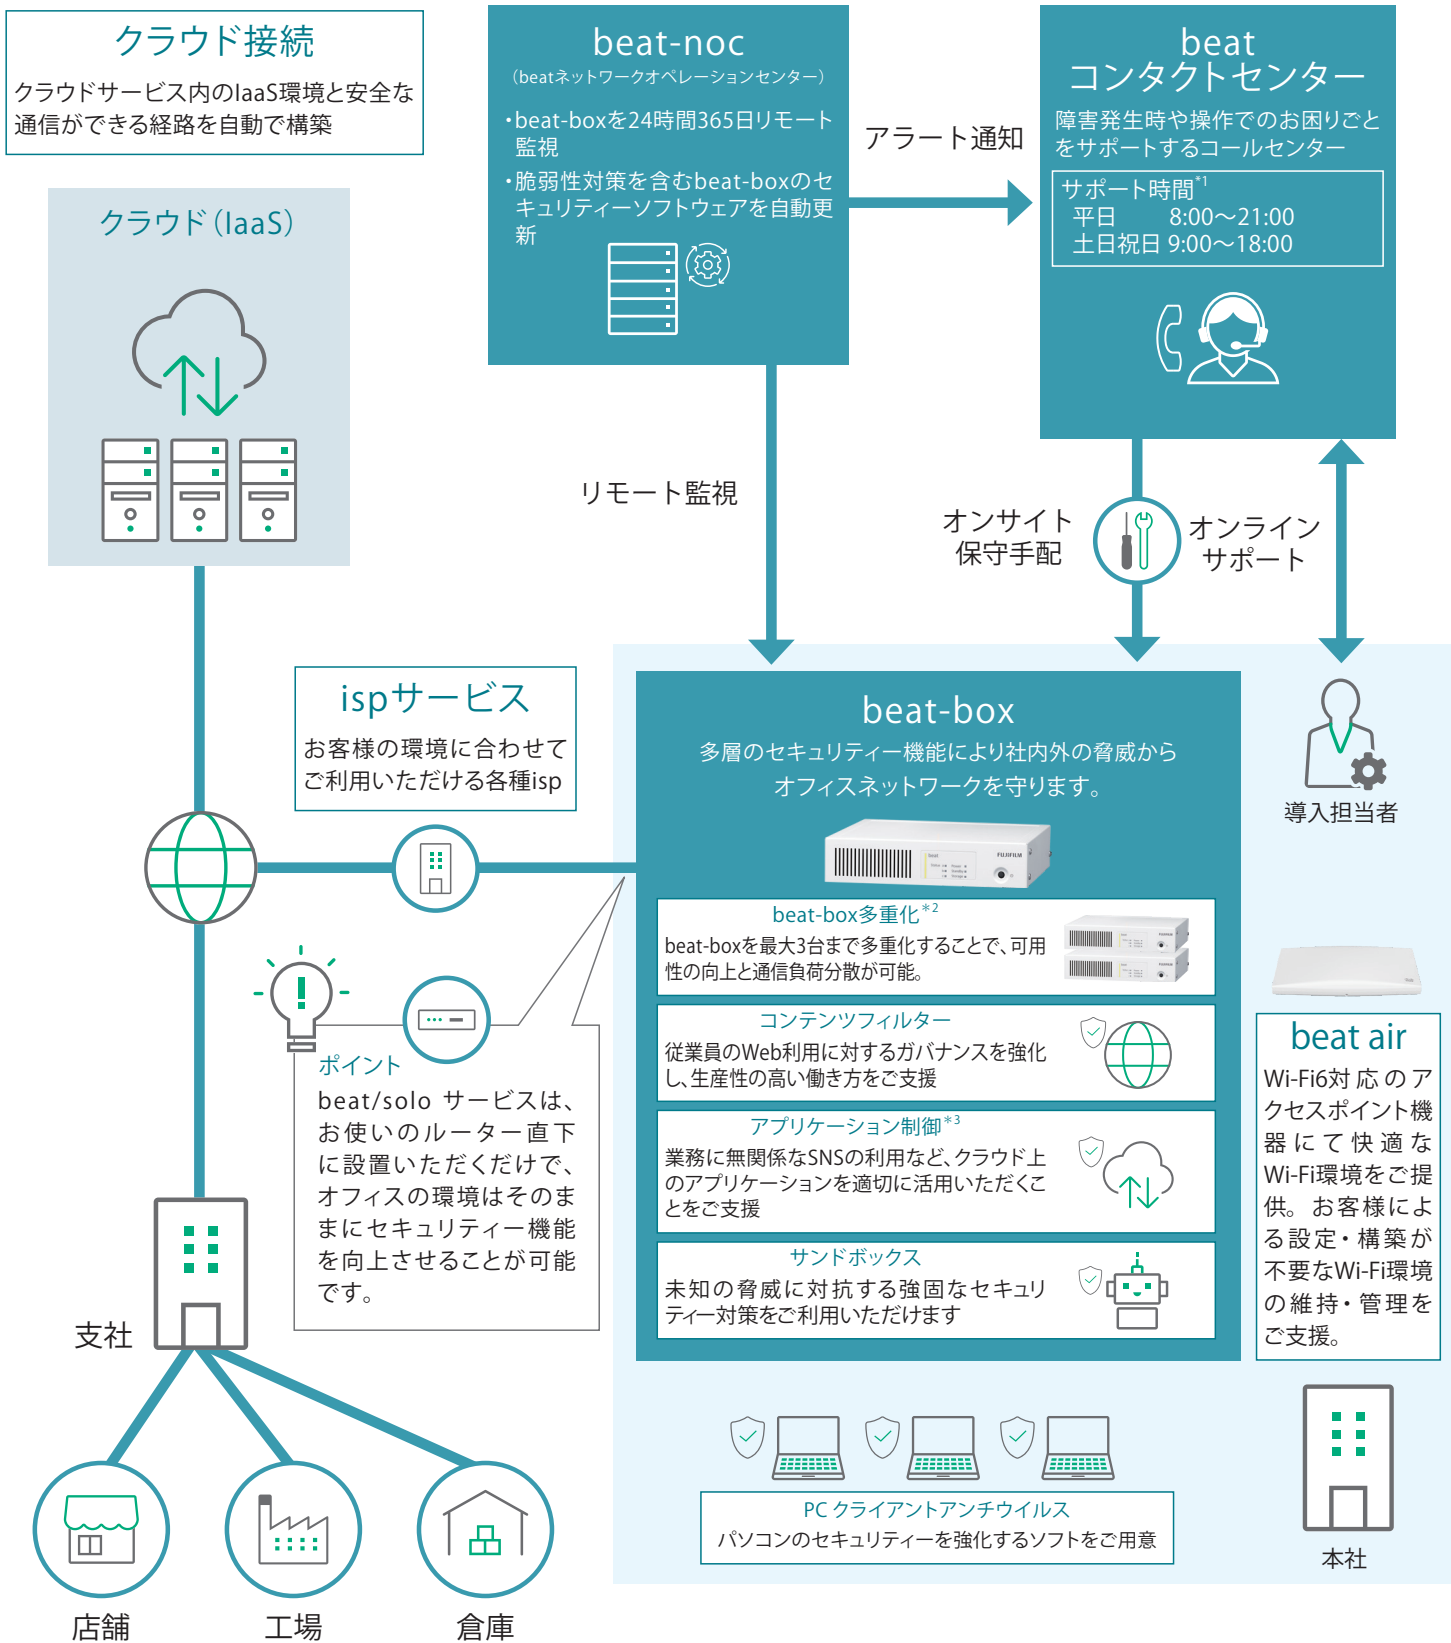 クラウド接続
クラウドサービス内のIaaS環境と安全な
通信ができる経路を自動で構築
クラウド（IaaS）
beat-noc
（beatネットワークオペレーションセンター）
・beat-boxを24時間365日リモート
監視
・脆弱性対策を含むbeat-boxのセ
キュリティーソフトウェアを自動更
新
アラート通知
beat
コンタクトセンター
障害発生時や操作でのお困りごと
をサポートするコールセンター
サポート時間*1
平日 8:00～21:00
土日祝日 9:00～18:00
リモート監視
オンサイト
保守手配
オンライン
サポート
ispサービス
お客様の環境に合わせて
ご利用いただける各種isp
beat-box
多層のセキュリティー機能により社内外の脅威から
オフィスネットワークを守ります。
beat
FUJIFILM
beat-box多重化*2
beat-boxを最大3台まで多重化することで、可用
性の向上と通信負荷分散が可能。
コンテンツフィルター
従業員のWeb利用に対するガバナンスを強化
し、生産性の高い働き方をご支援
アプリケーション制御*3
業務に無関係なSNSの利用など、クラウド上
のアプリケーションを適切に活用いただくこ
とをご支援
サンドボックス
未知の脅威に対抗する強固なセキュリ
ティー対策をご利用いただけます
導入担当者
beat air
Wi-Fi6対応のア
クセスポイント機
器にて快適な
Wi-Fi環境をご提
供。お客様によ
る設定・構築が
不要なWi-Fi環境
の維持・管理を
ご支援。
本社
ポイント
beat/solo サービスは、
お使いのルーター直下
に設置いただくだけで、
オフィスの環境はそのま
まにセキュリティー機能
を向上させることが可能
です。
PC クライアントアンチウイルス
パソコンのセキュリティーを強化するソフトをご用意
支社
店舗
工場
倉庫